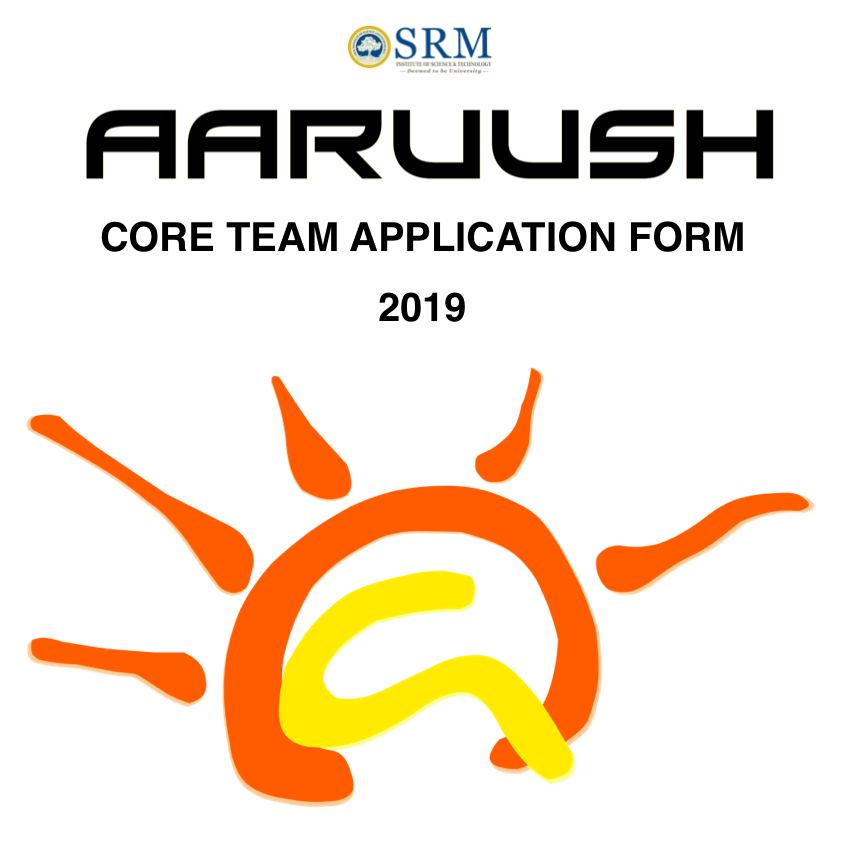 SRM
INSTITUTE OF SCIENCE & TECHNOLOGY
Deemed to be University
AARUUSH
CORE TEAM APPLICATION FORM
2019